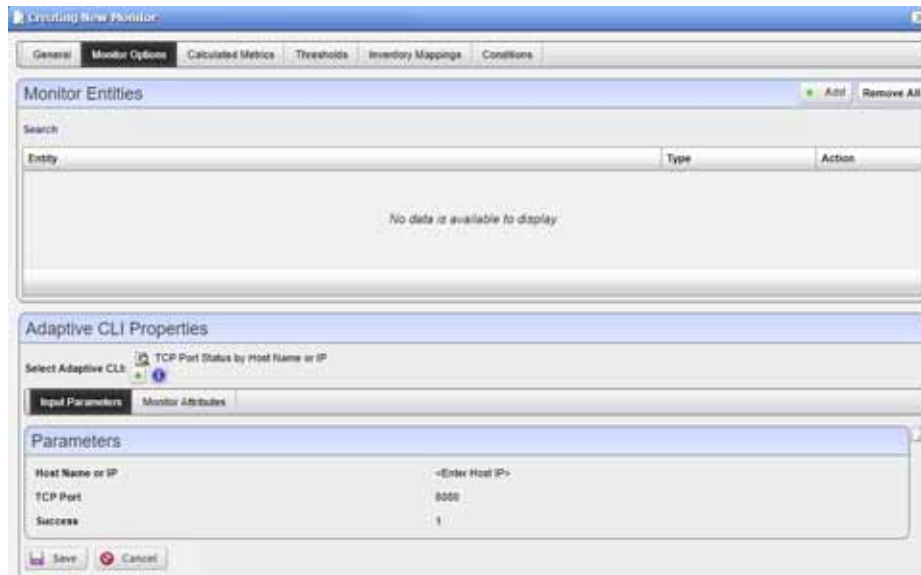 Creating New Monitor
General Monitor Options Calculated Metrics Thresholds Inventory Mappings Conditions
Monitor Entities
Add Remove All
Search
Entity Type Action
No data is available to display
Adaptive CLI Properties
Select Adaptive CLI: TCP Port Status by Host Name or IP
Input Parameters Monitor Attributes
Parameters
Host Name or IP <Enter Host IP>
TCP Port 8080
Success 1
Save Cancel